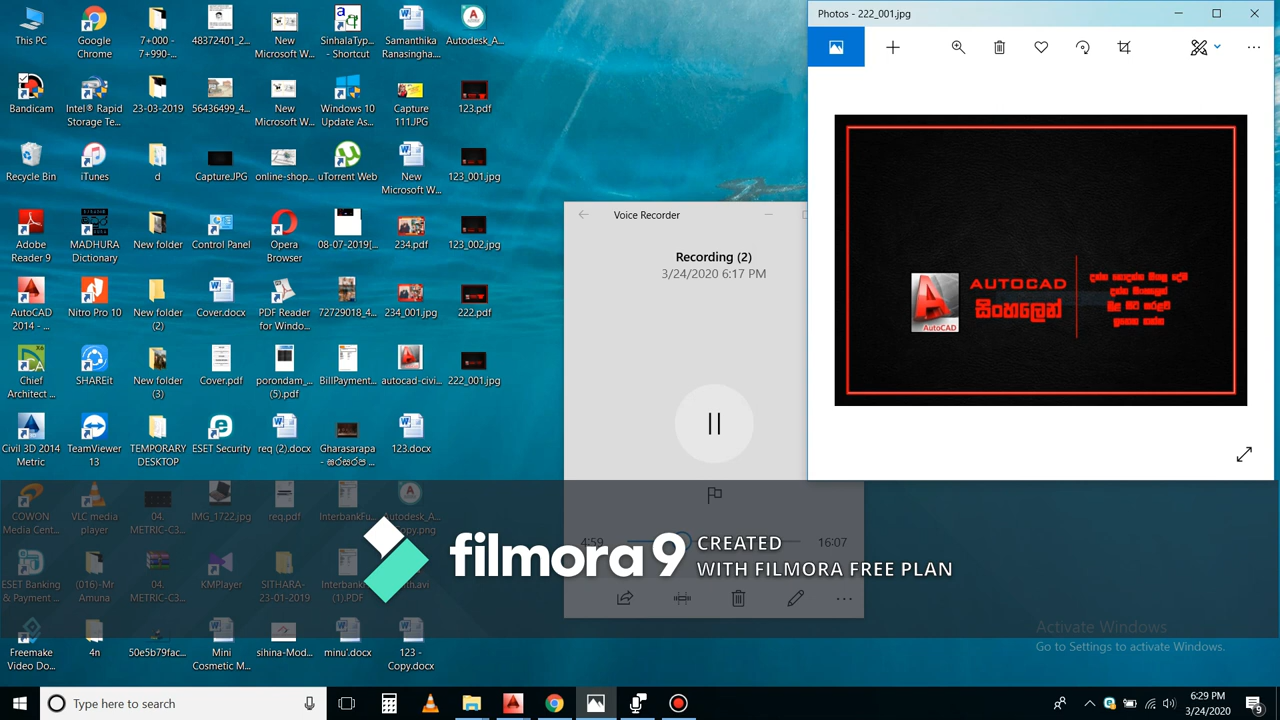 This PC
Google Chrome
7+000 - 7+990-...
48372401_2...
New Microsoft W...
SinhalaTyp... - Shortcut
Samanthika Ranasingha...
Autodesk_A...
Bandicam
Intel® Rapid Storage Te...
23-03-2019
56436499_4...
New Microsoft W...
Windows 10 Update As...
Capture 111JPG
123.pdf
Recycle Bin
iTunes
d
Capture.JPG
online-shop...
uTorrent Web
New Microsoft W...
123_001.jpg
Adobe Reader 9
MADHURA Dictionary
New folder
Control Panel
Opera Browser
08-07-2019(...
234.pdf
123_002.jpg
AutoCAD 2014 - ...
Nitro Pro 10
New folder (2)
Cover.docx
PDF Reader for Windo...
72729018_4...
234_001.jpg
222.pdf
Chief Architect ...
SHAREit
New folder (3)
Cover.pdf
porondam_... (5).pdf
BillPayment...
autocad-civi...
222_001.jpg
Civil 3D 2014 Metric
TeamViewer 13
TEMPORARY DESKTOP
ESET Security
req (2).docx
Gharasarapa - සරසරප ...
123.docx
COWON Media Cent...
VLC media player
04. METRIC-C3...
IMG_1722.jpg
req.pdf
InterbankFu...
Autodesk_A...
ESET Banking & Payment ...
(016)-Mr Amuna
04. METRIC-C3...
KMPlayer
SITHARA-23-01-2019
(1).PDF
Freemake Video Do...
4n
50e5b79fac...
Mini Cosmetic M...
sihina-Mod...
minu'.docx
123 - Copy.docx
Voice Recorder
Recording (2)
3/24/2020 6:17 PM
4:59
16:07
Photos - 222_001.jpg
AutoCAD
AUTOCAD
සිංහලෙන්
filmora9
CREATED
WITH FILMORA FREE PLAN
Activate Windows
Go to Settings to activate Windows.
Type here to search
6:29 PM
3/24/2020
9